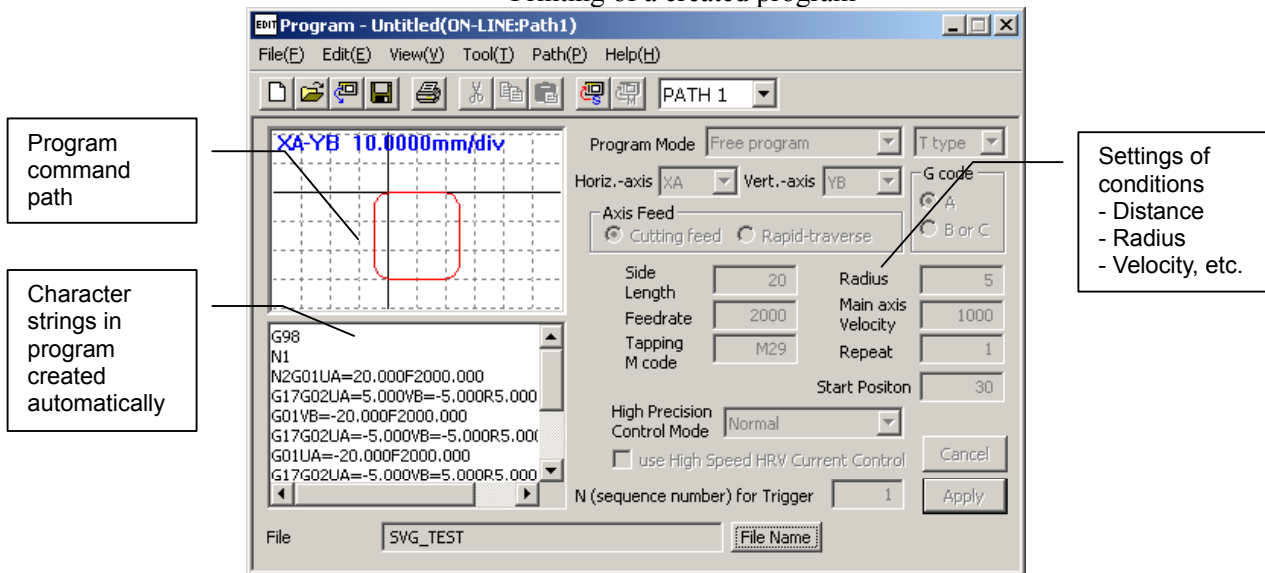 Printing of a created program
EDIT Program - Untitled(ON-LINE:Path1)
File(F) Edit(E) View(V) Tool(T) Path(P) Help(H)
S M PATH 1
XA-YB 10.0000mm/div
Program
command
path
Character
strings in
program
created
automatically
G98
N1
N2G01UA=20.000F2000.000
G17G02UA=5.000VB=-5.000R5.000
G01VB=-20.000F2000.000
G17G02UA=-5.000VB=-5.000R5.00(
G01UA=-20.000F2000.000
G17G02UA=-5.000VB=5.000R5.000
Program Mode Free program T type
Horiz.-axis XA Vert.-axis YB
G code
A
B or C
Axis Feed
Cutting feed Rapid-traverse
Side
Length 20
Radius 5
Feedrate 2000
Main axis
Velocity 1000
Tapping
M code M29
Repeat 1
Start Positon 30
High Precision
Control Mode Normal
use High Speed HRV Current Control
Cancel
N (sequence number) for Trigger 1
Apply
File SVG_TEST File Name
Settings of
conditions
- Distance
- Radius
- Velocity, etc.